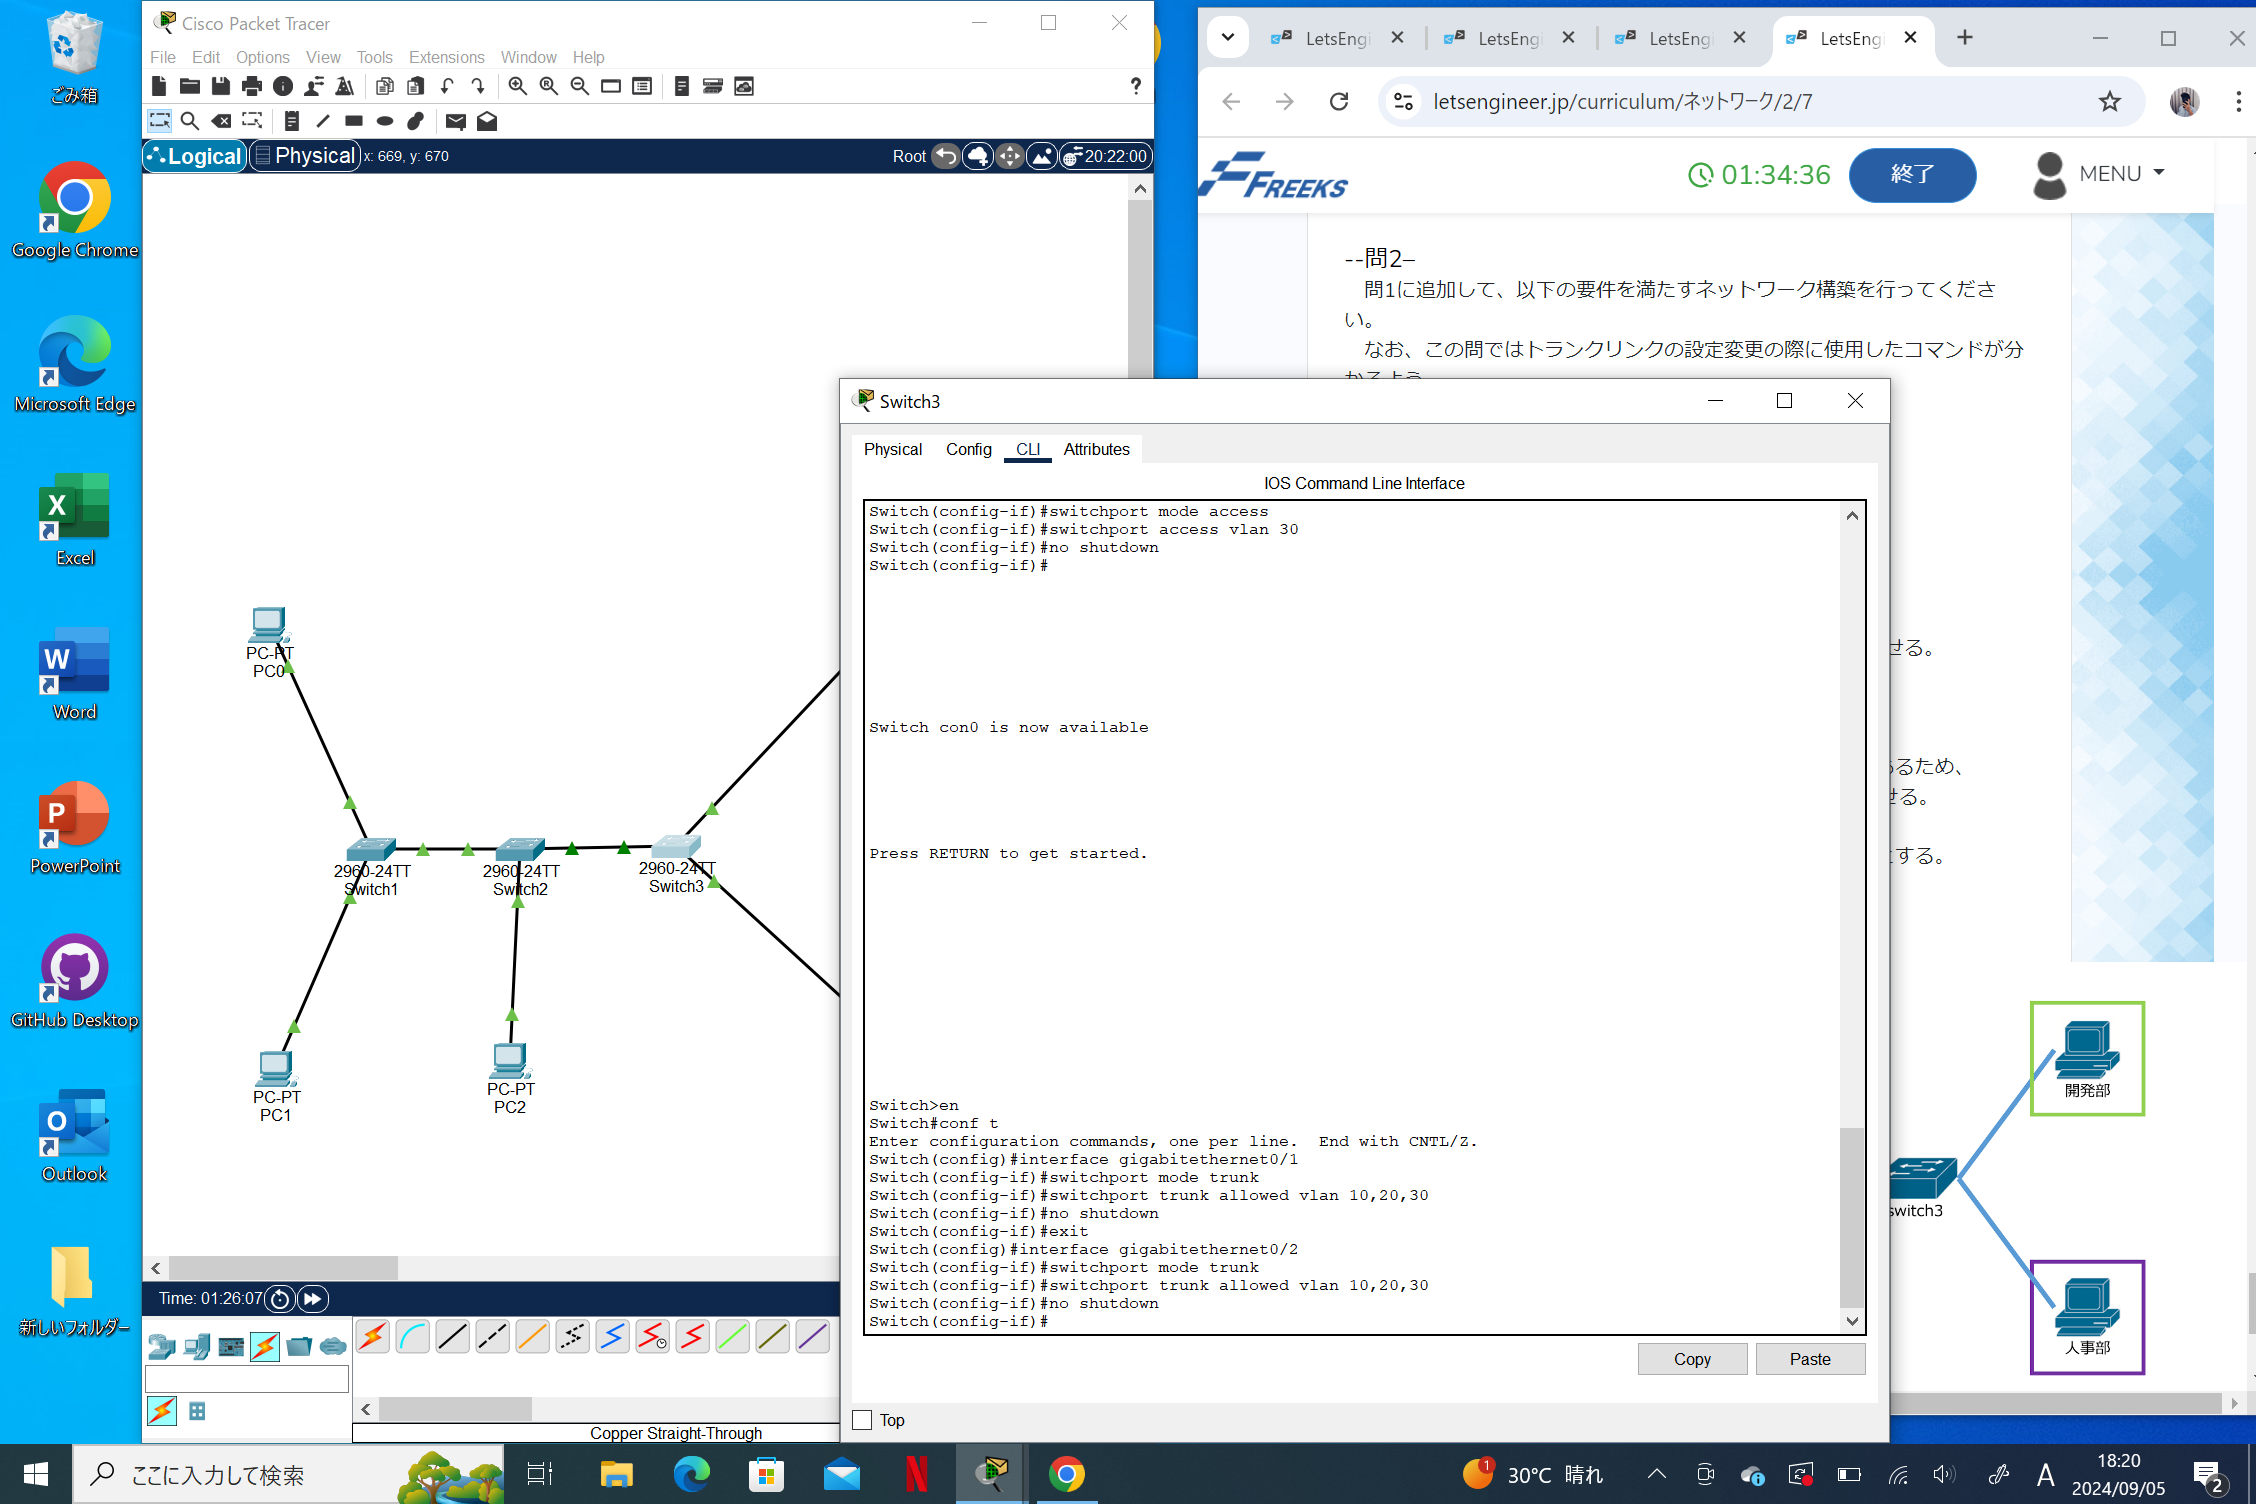 ごみ箱
Google Chrome
Microsoft Edge
Excel
Word
PowerPoint
GitHub Desktop
Outlook
新しいフォルダー
Cisco Packet Tracer
File Edit Options View Tools Extensions Window Help
Logical Physical x: 669, y: 670
Root 20:22:00
PC-PT
PC0
2960-24TT
Switch1
2960-24TT
Switch2
2960-24TT
Switch3
PC-PT
PC1
PC-PT
PC2
Time: 01:26:07
Copper Straight-Through
Switch3
Physical Config CLI Attributes
IOS Command Line Interface
Switch(config-if)#switchport mode access
Switch(config-if)#switchport access vlan 30
Switch(config-if)#no shutdown
Switch(config-if)#
Switch con0 is now available
Press RETURN to get started.
Switch>en
Switch#conf t
Enter configuration commands, one per line.  End with CNTL/Z.
Switch(config)#interface gigabitethernet0/1
Switch(config-if)#switchport mode trunk
Switch(config-if)#switchport trunk allowed vlan 10,20,30
Switch(config-if)#no shutdown
Switch(config-if)#exit
Switch(config)#interface gigabitethernet0/2
Switch(config-if)#switchport mode trunk
Switch(config-if)#switchport trunk allowed vlan 10,20,30
Switch(config-if)#no shutdown
Switch(config-if)#
Copy Paste
Top
LetsEngi LetsEng LetsEng LetsEngi
letsengineer.jp/curriculum/ネットワーク/2/7
FREEKS
01:34:36 終了 MENU
--問2–
問1に追加して、以下の要件を満たすネットワーク構築を行ってくださ
い。
なお、この問ではトランクリンクの設定変更の際に使用したコマンドが分
せる。
あるため、
せる。
とする。
開発部
switch3
人事部
ここに入力して検索
1
30°C 晴れ
A
18:20
2024/09/05
2